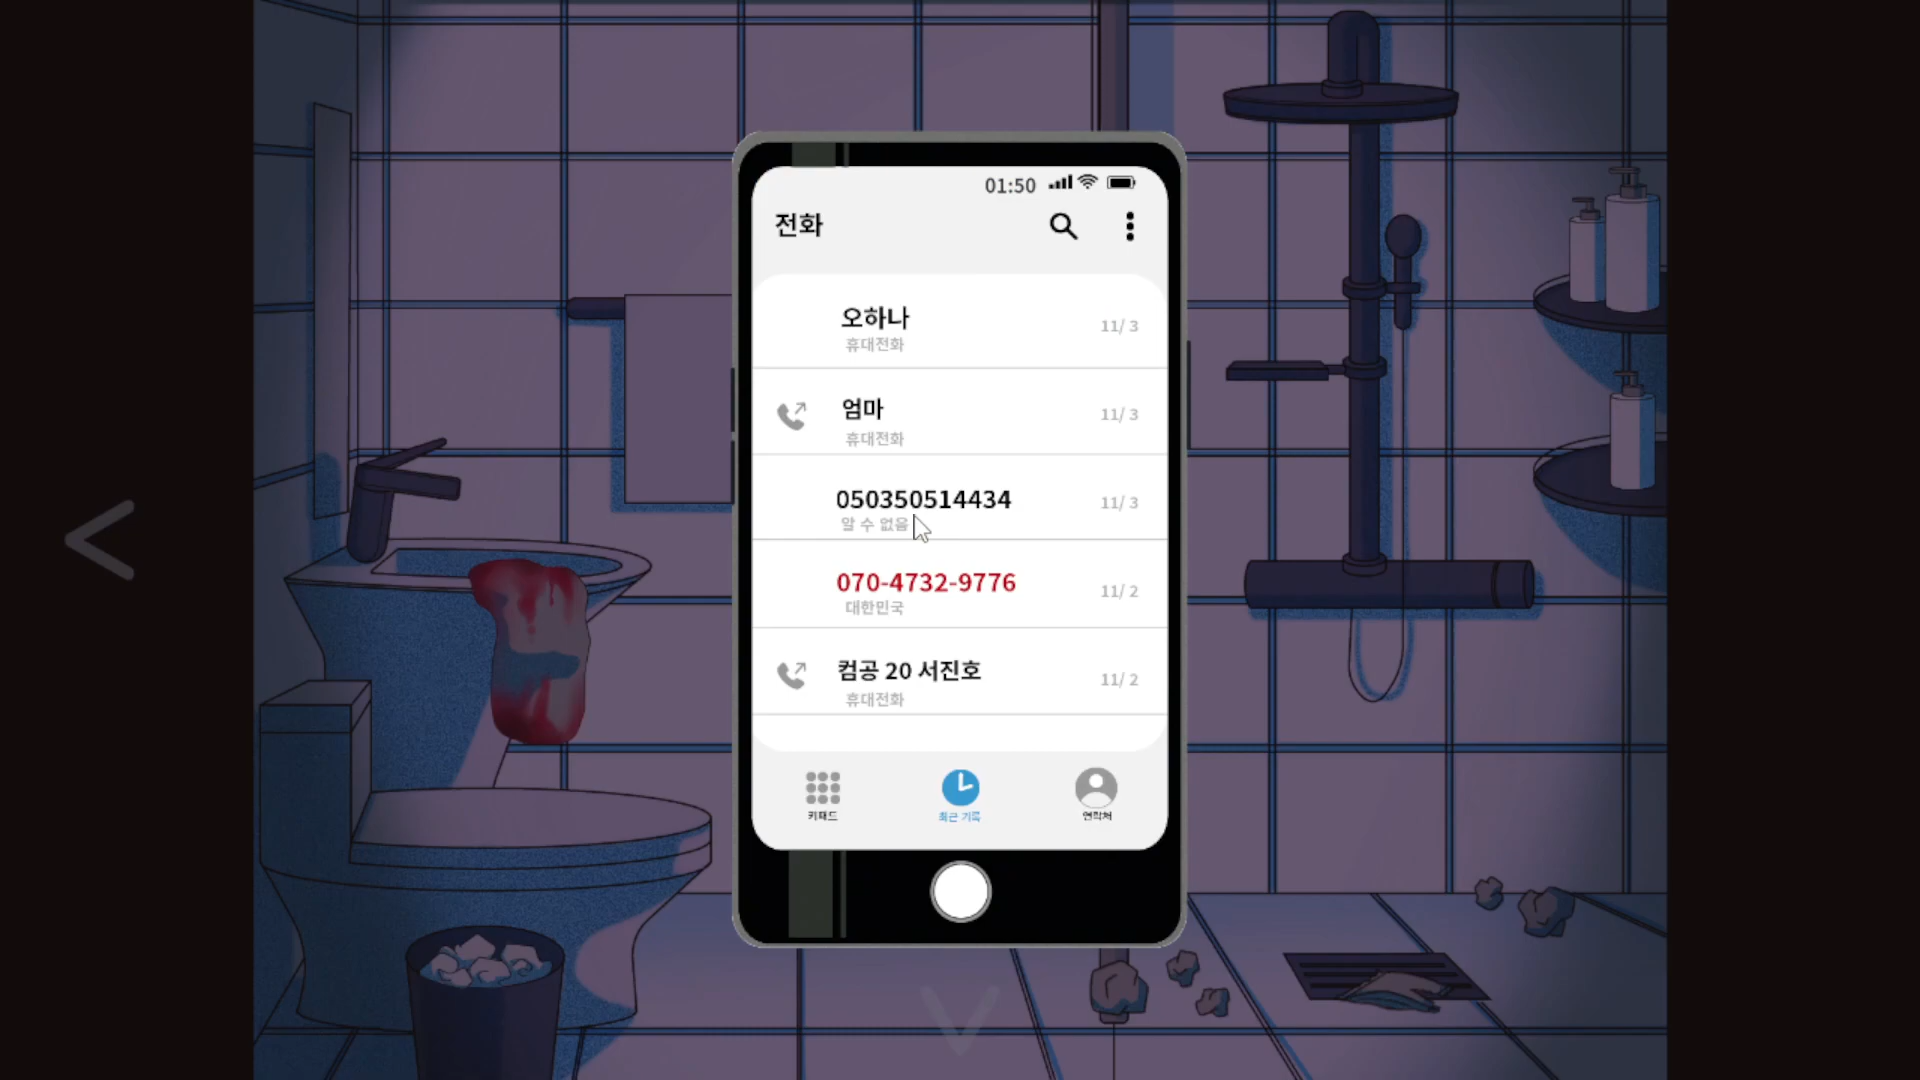 01:50
전화
오하나
휴대전화
11/ 3
엄마
휴대전화
11/ 3
050350514434
알 수 없음
11/ 3
070-4732-9776
대한민국
11/ 2
컴공 20 서진호
휴대전화
11/ 2
키패드
최근 기록
연락처